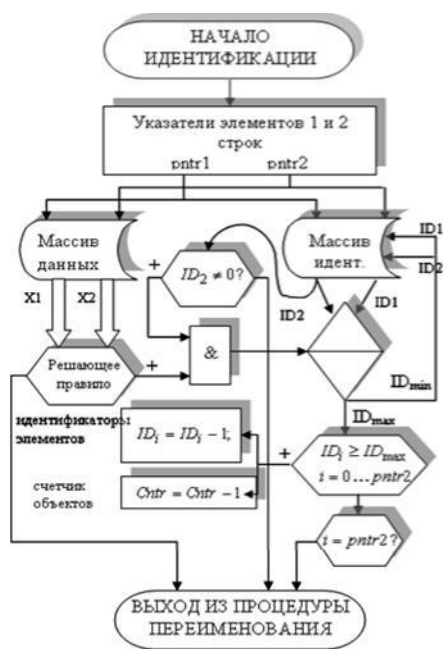 НАЧАЛО
ИДЕНТИФИКАЦИИ
Указатели элементов 1 и 2
строк
pntr1 pntr2
Массив
данных
+
ID₂ ≠ 0?
Массив
идент.
ID1
ID2
X1 X2
ID2
ID1
Решающее
правило
+
&
ID_min
ID_max
идентификаторы
элементов
ID_i = ID_i − 1;
+
ID_i ≥ ID_max
i = 0...pntr2
счетчик
объектов
Cntr = Cntr − 1
i = pntr2?
ВЫХОД ИЗ ПРОЦЕДУРЫ
ПЕРЕИМЕНОВАНИЯ